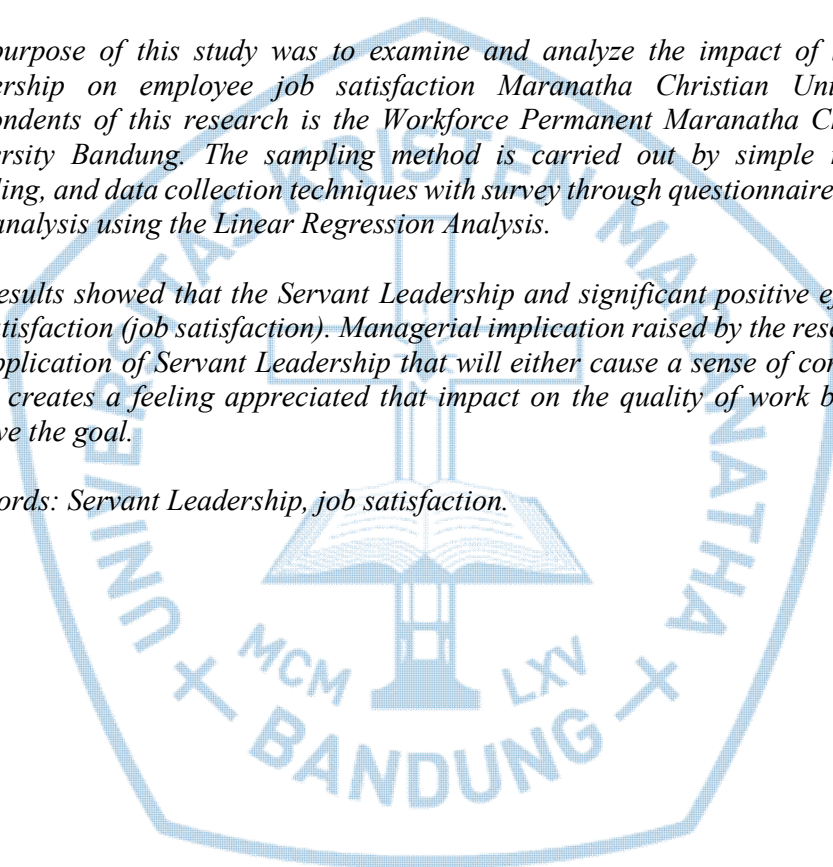 purpose of this study was to examine and analyze the impact of
ership on employee job satisfaction Maranatha Christian Uni
ondents of this research is the Workforce Permanent Maranatha C
ersity Bandung. The sampling method is carried out by simple
ling, and data collection techniques with survey through questionnaire
analysis using the Linear Regression Analysis.
esults showed that the Servant Leadership and significant positive e
tisfaction (job satisfaction). Managerial implication raised by the rese
pplication of Servant Leadership that will either cause a sense of co
creates a feeling appreciated that impact on the quality of work b
ve the goal.
ords: Servant Leadership, job satisfaction.
UNIVERSITAS KRISTEN MARANATHA
MCM LXV
BANDUNG